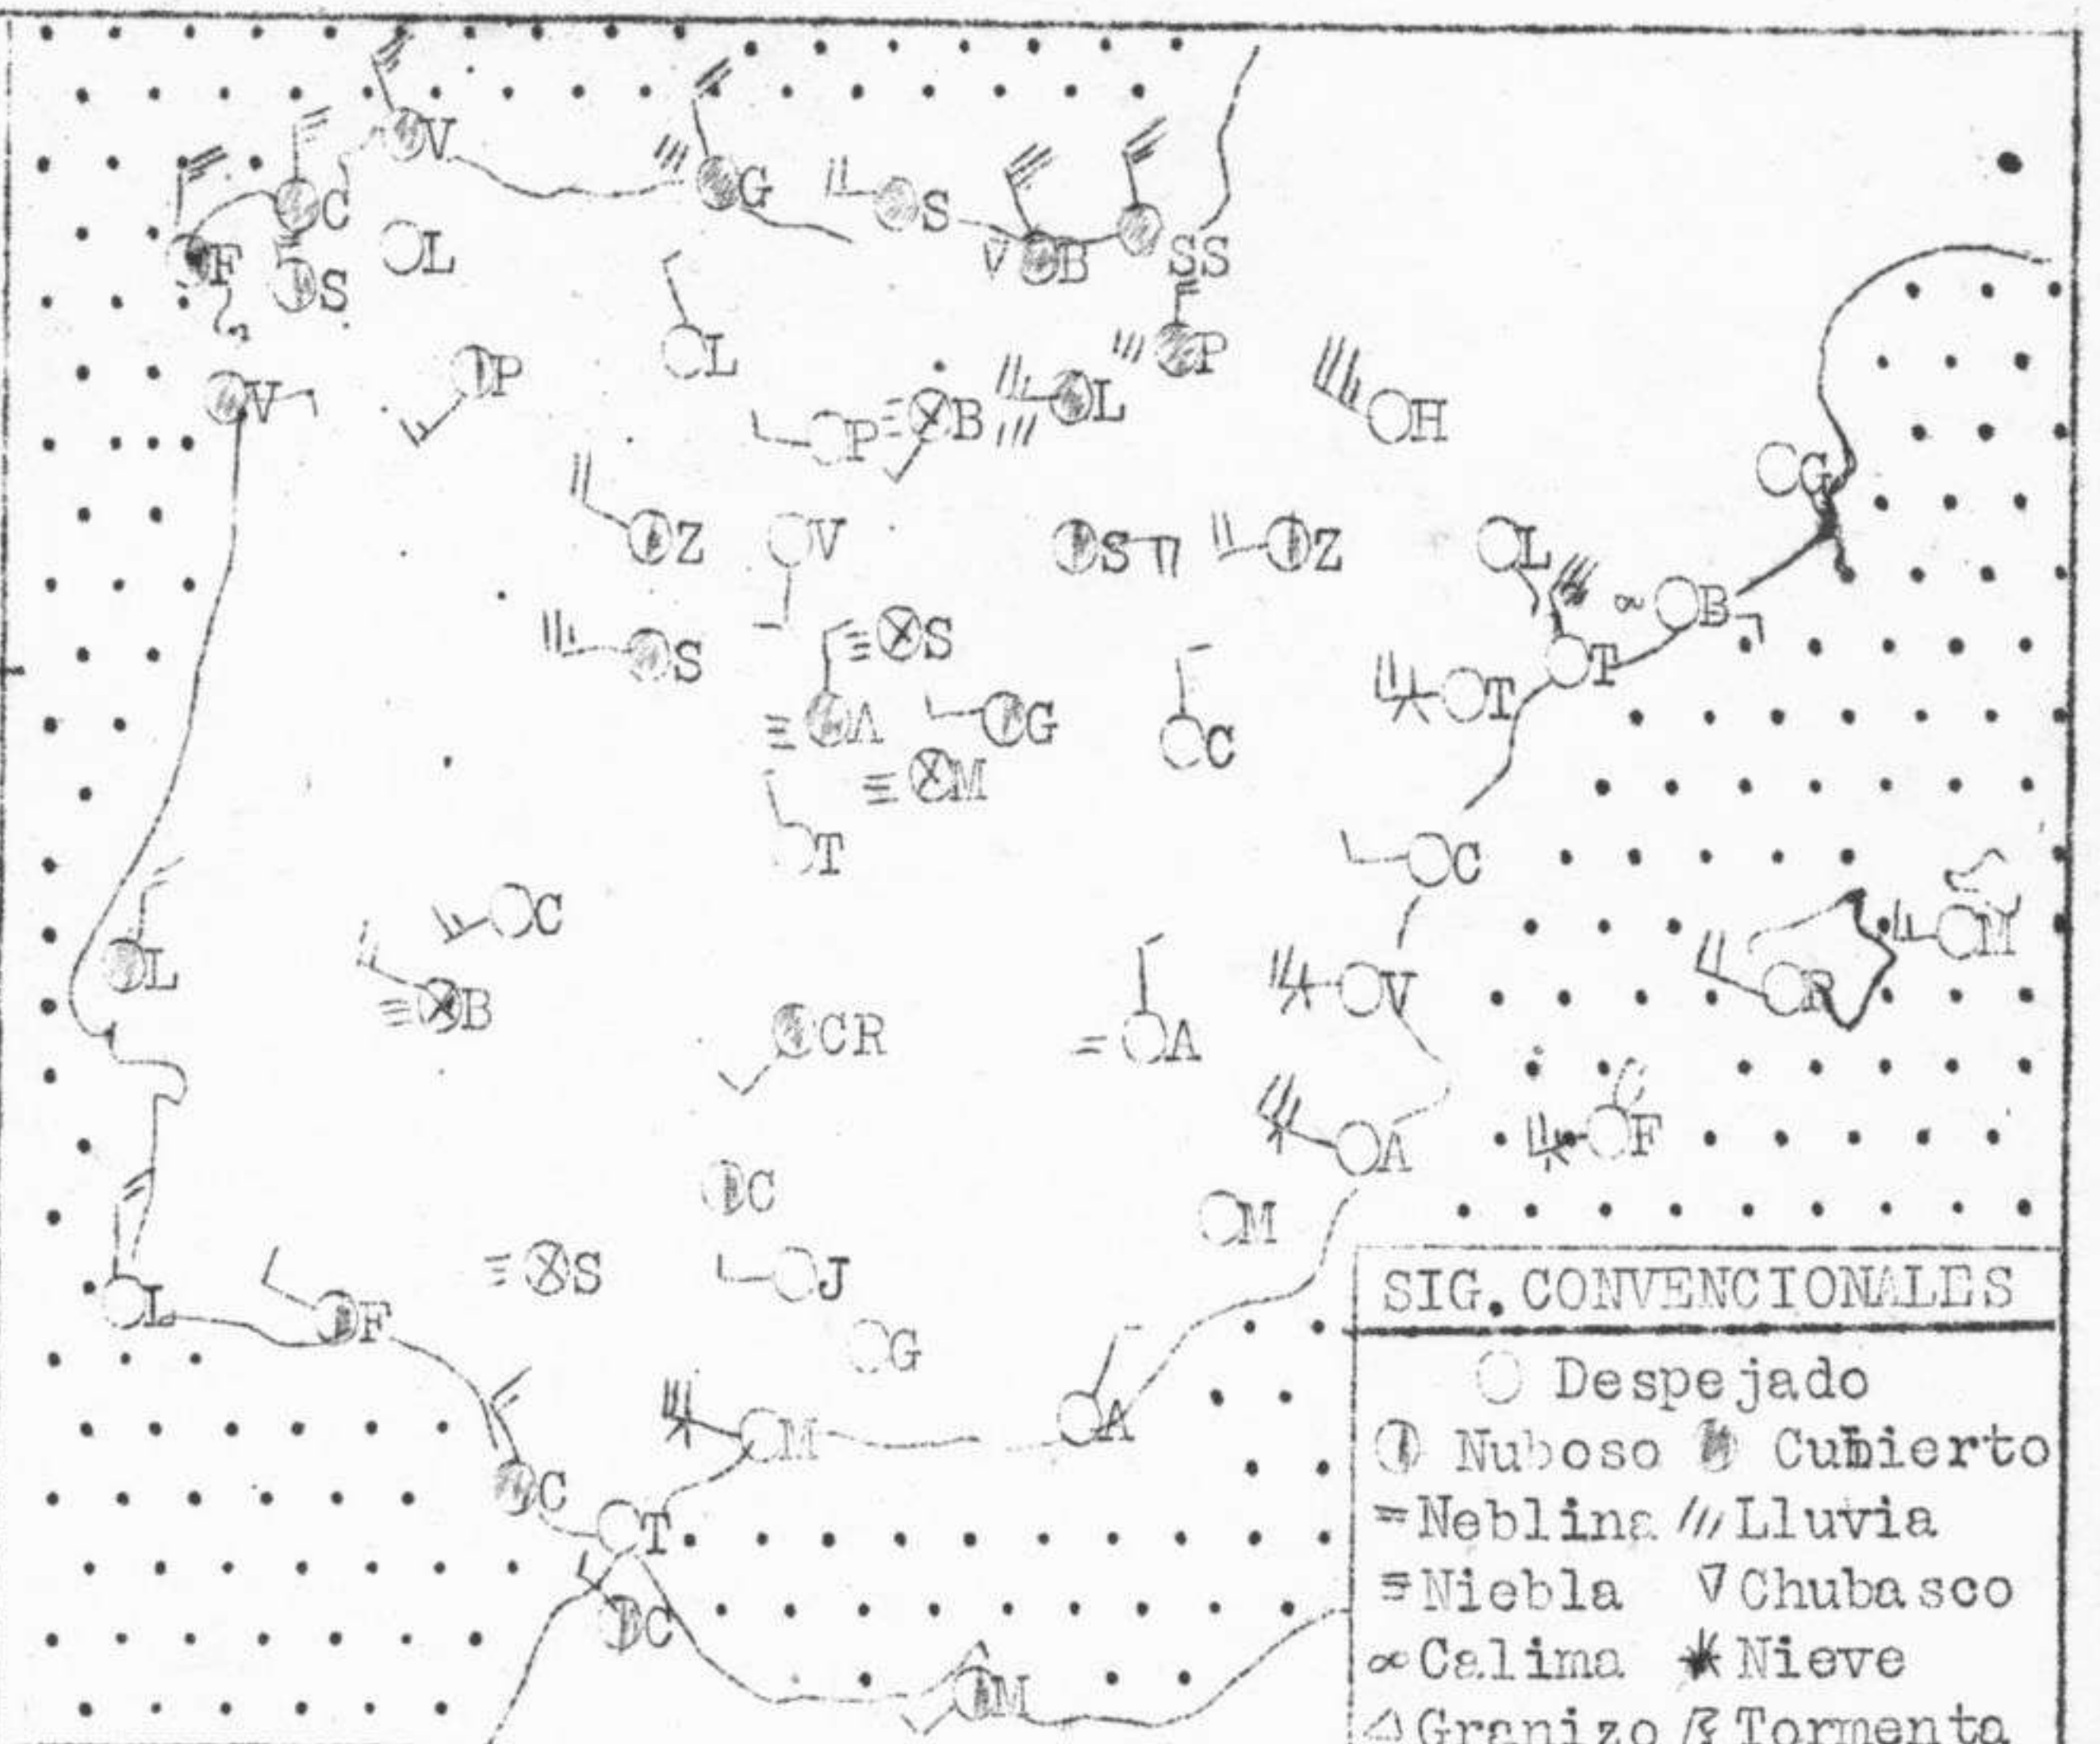 V
G
C
S
B
SS
F
S
L
L
P
P
V
P
B
L
H
G
Z
V
S
Z
L
B
S
S
T
T
A
G
C
M
T
C
C
L
M
B
V
R
CR
A
A
F
C
M
S
J
L
F
G
M
A
C
T
C
M
SIG. CONVENCIONALES
Despejado
Nuboso Cubierto
Neblina Lluvia
Niebla Chubasco
Calima Nieve
Granizo Tormenta